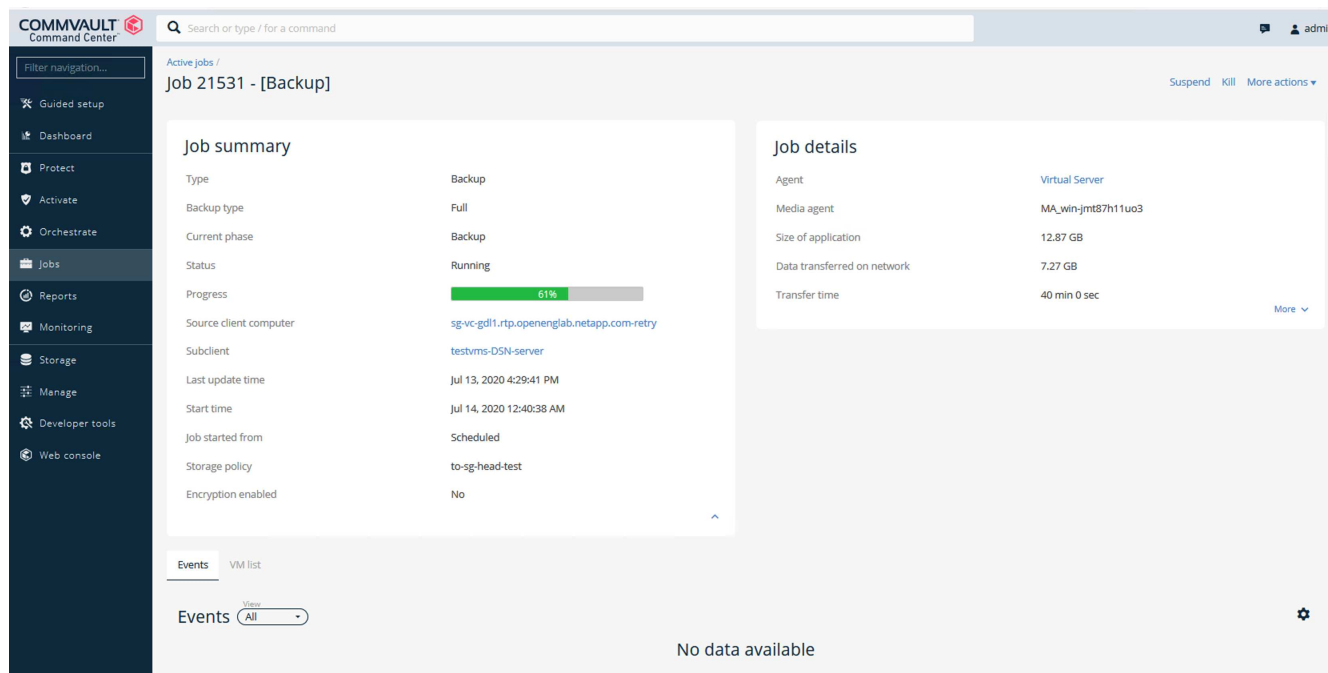 COMMVAULT
Command Center™
Search or type / for a command
admi
Filter navigation...
Guided setup
Dashboard
Protect
Activate
Orchestrate
Jobs
Reports
Monitoring
Storage
Manage
Developer tools
Web console
Active jobs /
Job 21531 - [Backup]
Suspend Kill More actions
Job summary
Type Backup
Backup type Full
Current phase Backup
Status Running
Progress 61%
Source client computer sg-vc-gdl1.rtp.openenglab.netapp.com-retry
Subclient testvms-DSN-server
Last update time Jul 13, 2020 4:29:41 PM
Start time Jul 14, 2020 12:40:38 AM
Job started from Scheduled
Storage policy to-sg-head-test
Encryption enabled No
Job details
Agent Virtual Server
Media agent MA_win-jmt87h11uo3
Size of application 12.87 GB
Data transferred on network 7.27 GB
Transfer time 40 min 0 sec
More
Events VM list
View
Events All
No data available